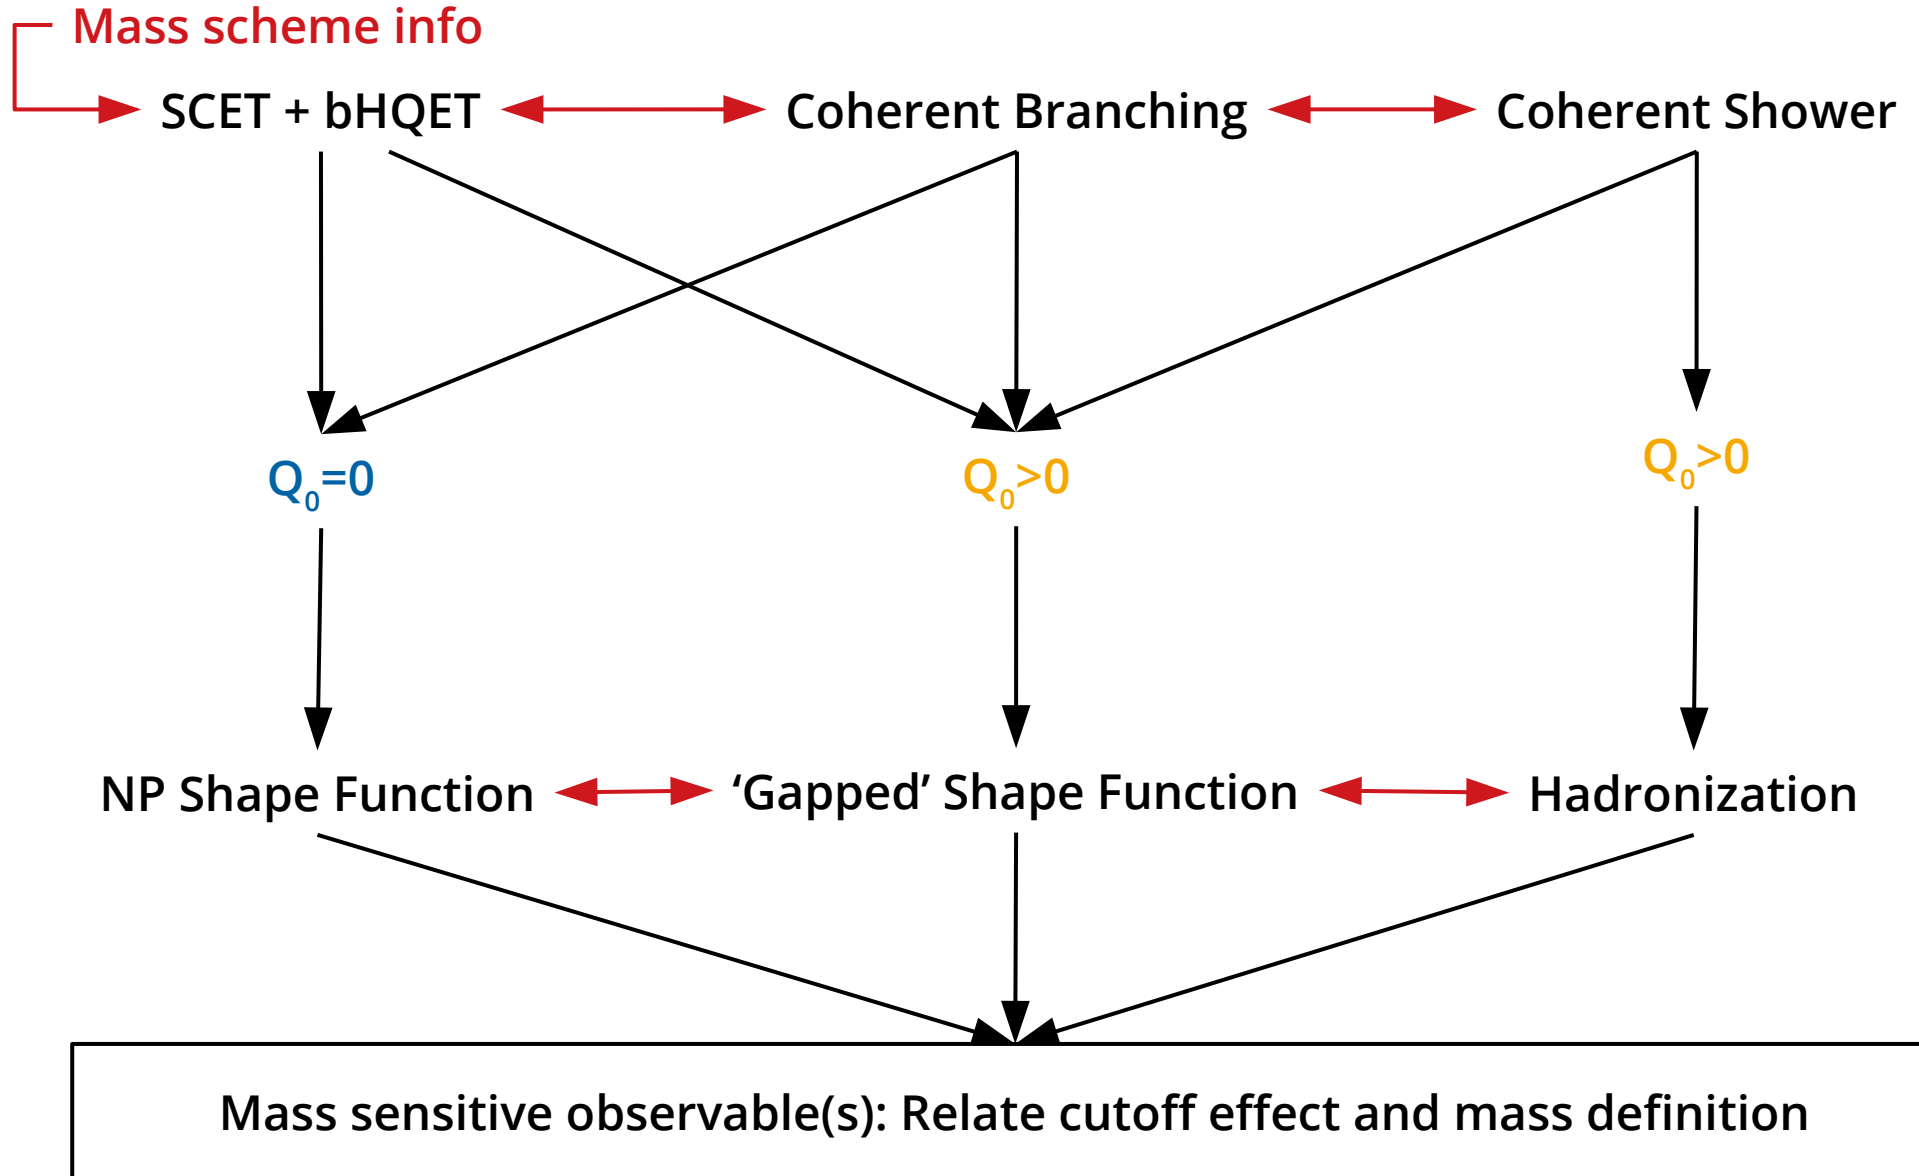 Mass scheme info
SCET + bHQET
Coherent Branching
Coherent Shower
Q₀=0
Q₀>0
Q₀>0
NP Shape Function
‘Gapped’ Shape Function
Hadronization
Mass sensitive observable(s): Relate cutoff effect and mass definition